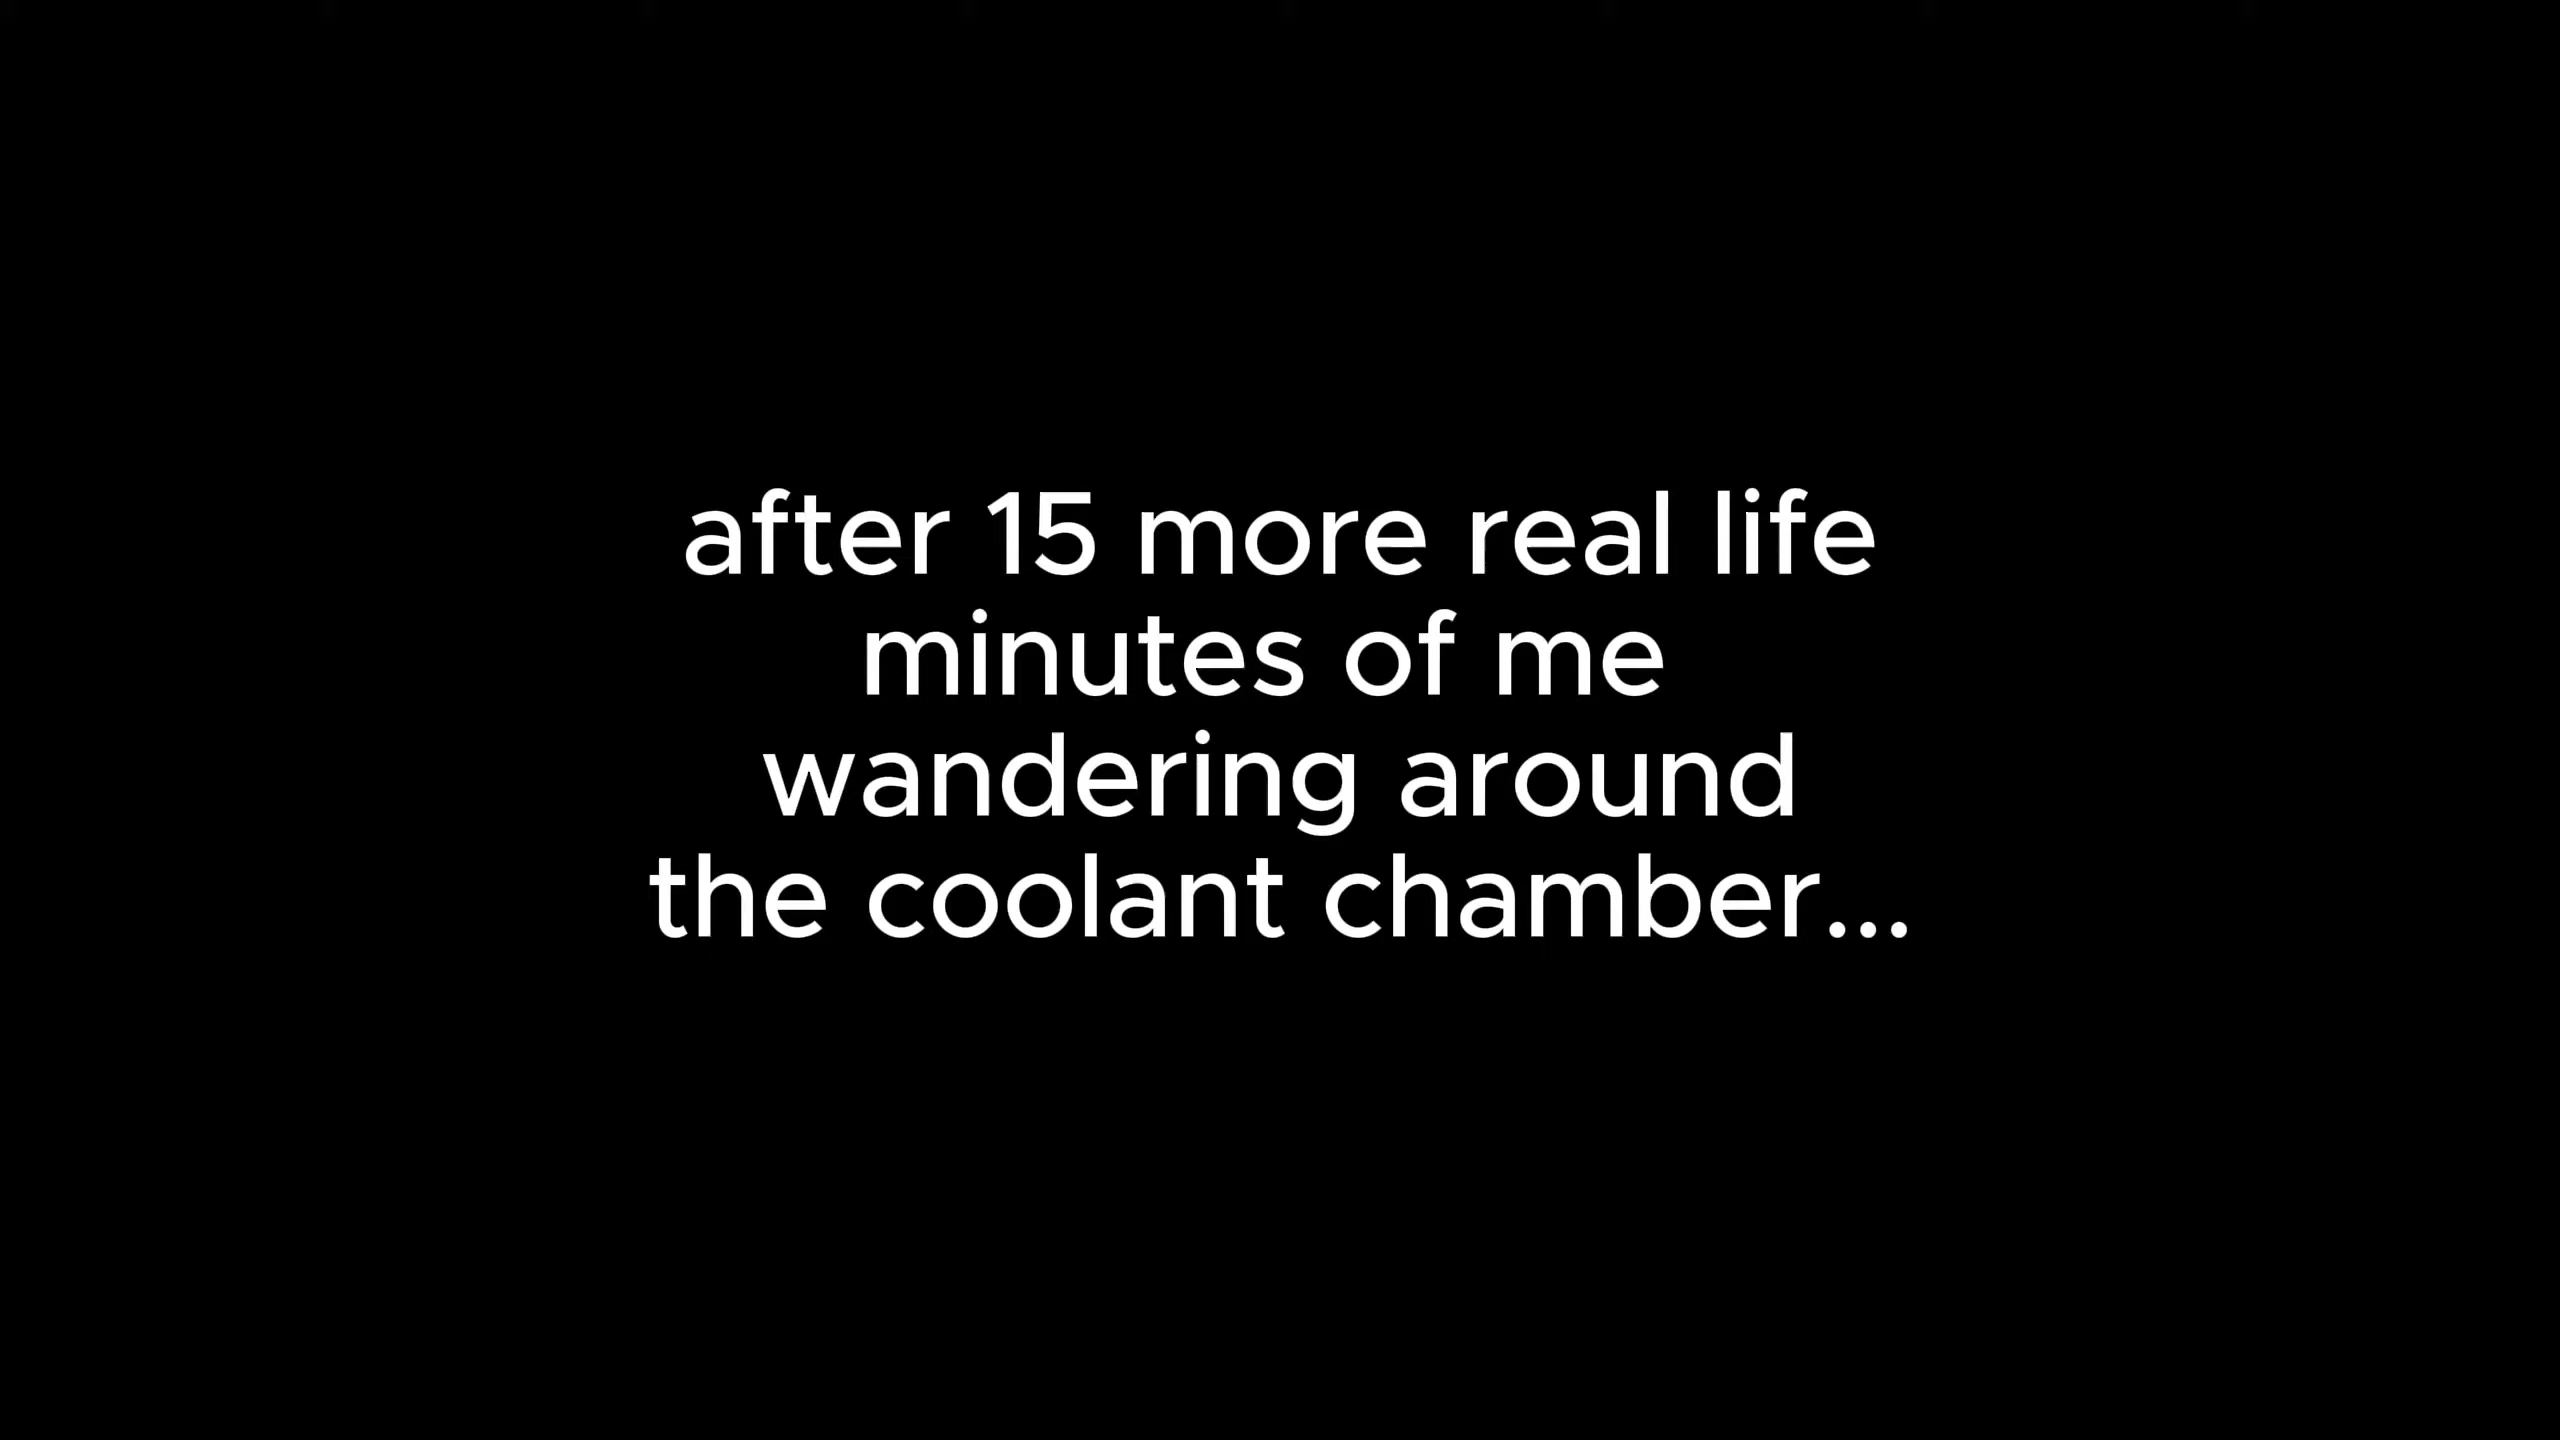 after 15 more real life
minutes of me
wandering around
the coolant chamber...